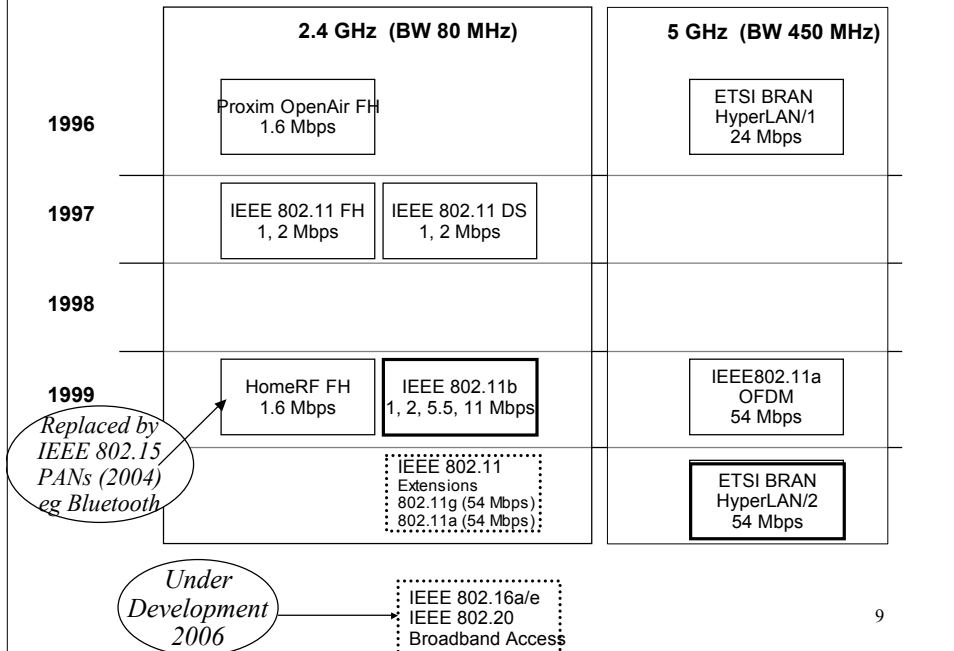 2.4 GHz (BW 80 MHz)
5 GHz (BW 450 MHz)
1996
Proxim OpenAir FH
1.6 Mbps
ETSI BRAN
HyperLAN/1
24 Mbps
1997
IEEE 802.11 FH
1, 2 Mbps
IEEE 802.11 DS
1, 2 Mbps
1998
1999
HomeRF FH
1.6 Mbps
IEEE 802.11b
1, 2, 5.5, 11 Mbps
IEEE802.11a
OFDM
54 Mbps
Replaced by
IEEE 802.15
PANs (2004)
eg Bluetooth
IEEE 802.11
Extensions
802.11g (54 Mbps)
802.11a (54 Mbps)
ETSI BRAN
HyperLAN/2
54 Mbps
Under
Development
2006
IEEE 802.16a/e
IEEE 802.20
Broadband Access
9